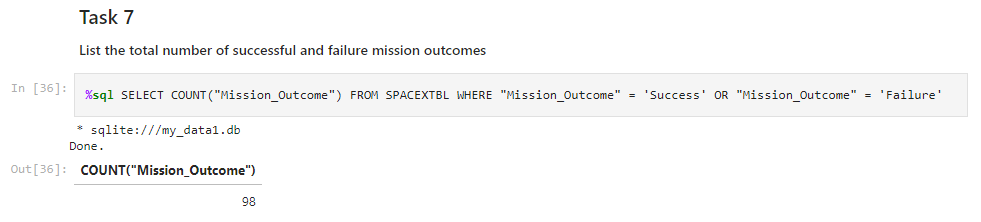 Task 7
List the total number of successful and failure mission outcomes
In [36]: %sql SELECT COUNT("Mission_Outcome") FROM SPACEXTBL WHERE "Mission_Outcome" = 'Success' OR "Mission_Outcome" = 'Failure'
* sqlite:///my_data1.db
Done.
Out[36]: COUNT("Mission_Outcome")
98